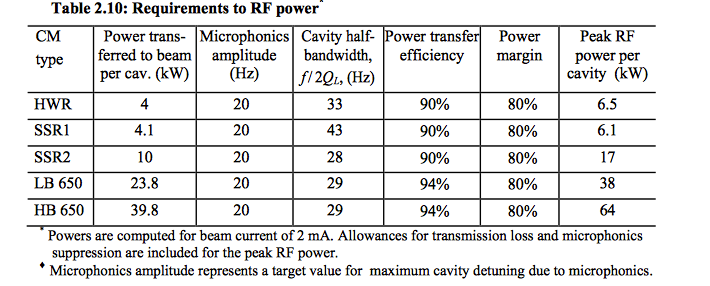 Table 2.10: Requirements to RF power*
CM type | Power trans-ferred to beam per cav. (kW) | Microphonics amplitude (Hz) | Cavity half-bandwidth, f/2QL, (Hz) | Power transfer efficiency | Power margin | Peak RF power per cavity (kW)
HWR | 4 | 20 | 33 | 90% | 80% | 6.5
SSR1 | 4.1 | 20 | 43 | 90% | 80% | 6.1
SSR2 | 10 | 20 | 28 | 90% | 80% | 17
LB 650 | 23.8 | 20 | 29 | 94% | 80% | 38
HB 650 | 39.8 | 20 | 29 | 94% | 80% | 64
* Powers are computed for beam current of 2 mA. Allowances for transmission loss and microphonics
suppression are included for the peak RF power.
♦ Microphonics amplitude represents a target value for maximum cavity detuning due to microphonics.